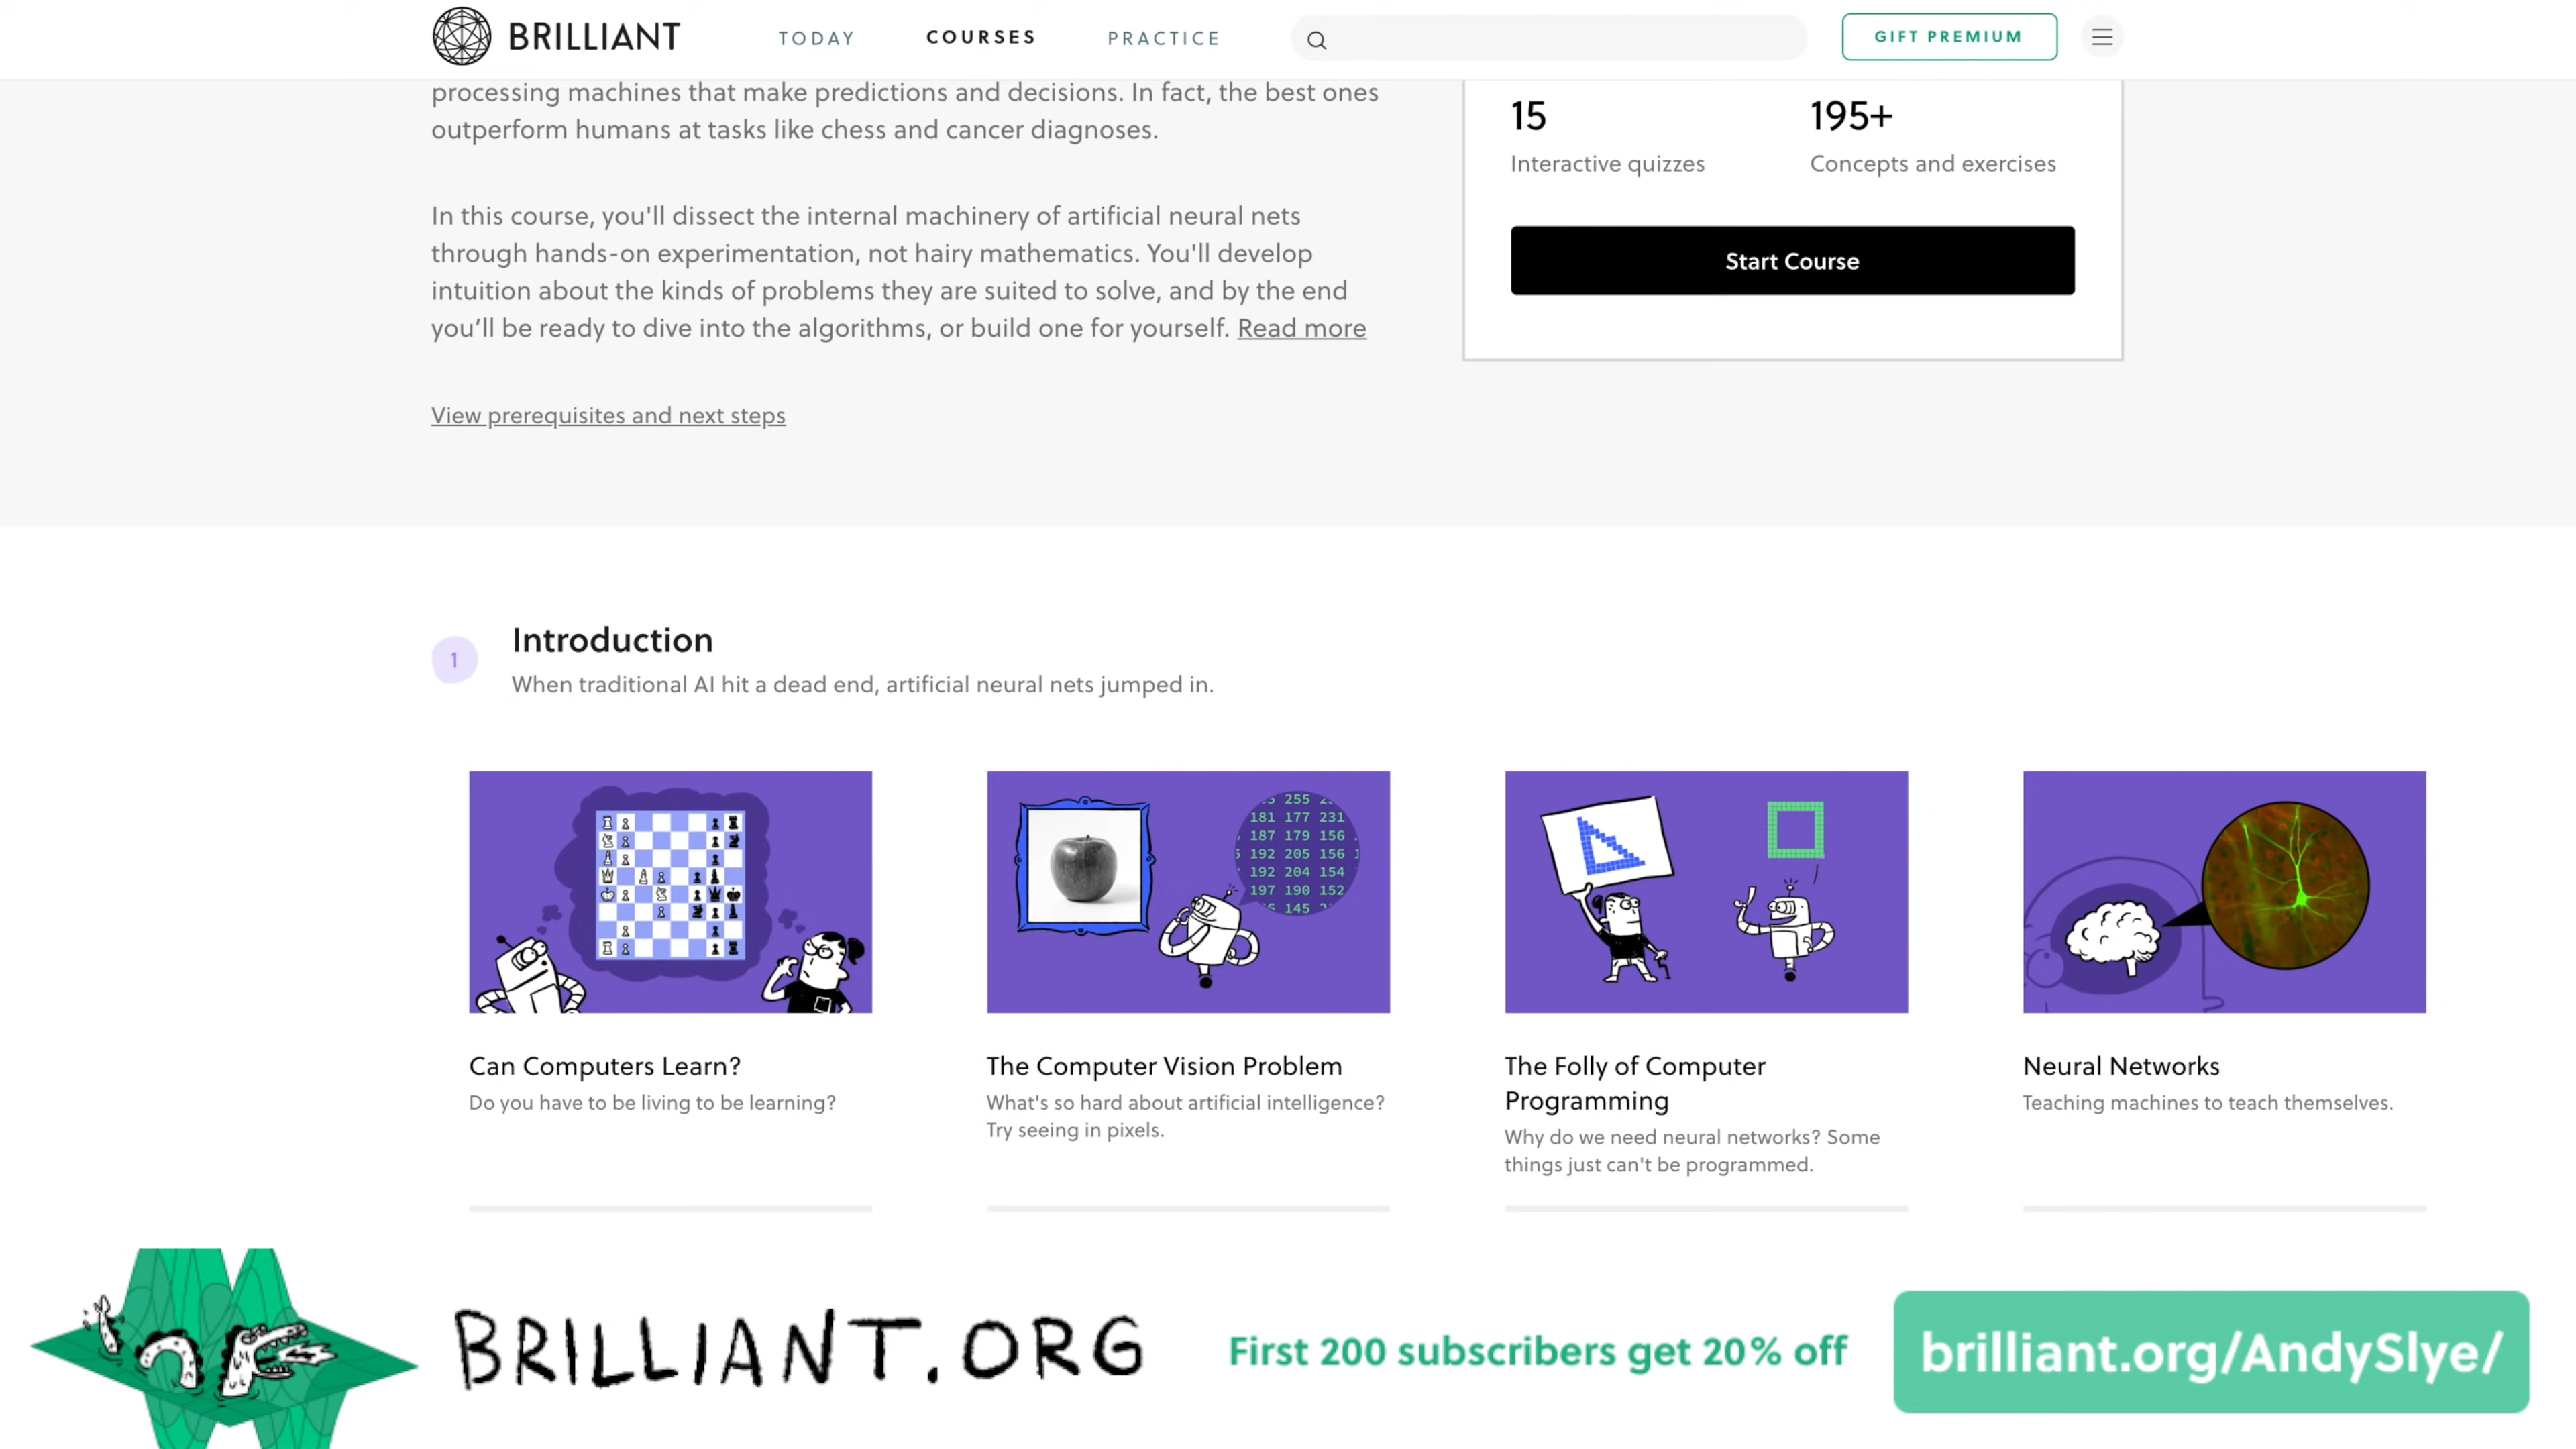 BRILLIANT
TODAY
COURSES
PRACTICE
GIFT PREMIUM
processing machines that make predictions and decisions. In fact, the best ones
outperform humans at tasks like chess and cancer diagnoses.
In this course, you'll dissect the internal machinery of artificial neural nets
through hands-on experimentation, not hairy mathematics. You'll develop
intuition about the kinds of problems they are suited to solve, and by the end
you’ll be ready to dive into the algorithms, or build one for yourself. Read more
View prerequisites and next steps
15
Interactive quizzes
195+
Concepts and exercises
Start Course
1
Introduction
When traditional AI hit a dead end, artificial neural nets jumped in.
255
181 177 231
187 179 156
192 205 156
192 204 154
197 190 152
145
Can Computers Learn?
Do you have to be living to be learning?
The Computer Vision Problem
What's so hard about artificial intelligence?
Try seeing in pixels.
The Folly of Computer
Programming
Why do we need neural networks? Some
things just can't be programmed.
Neural Networks
Teaching machines to teach themselves.
BRILLIANT.ORG
First 200 subscribers get 20% off
brilliant.org/AndySlye/